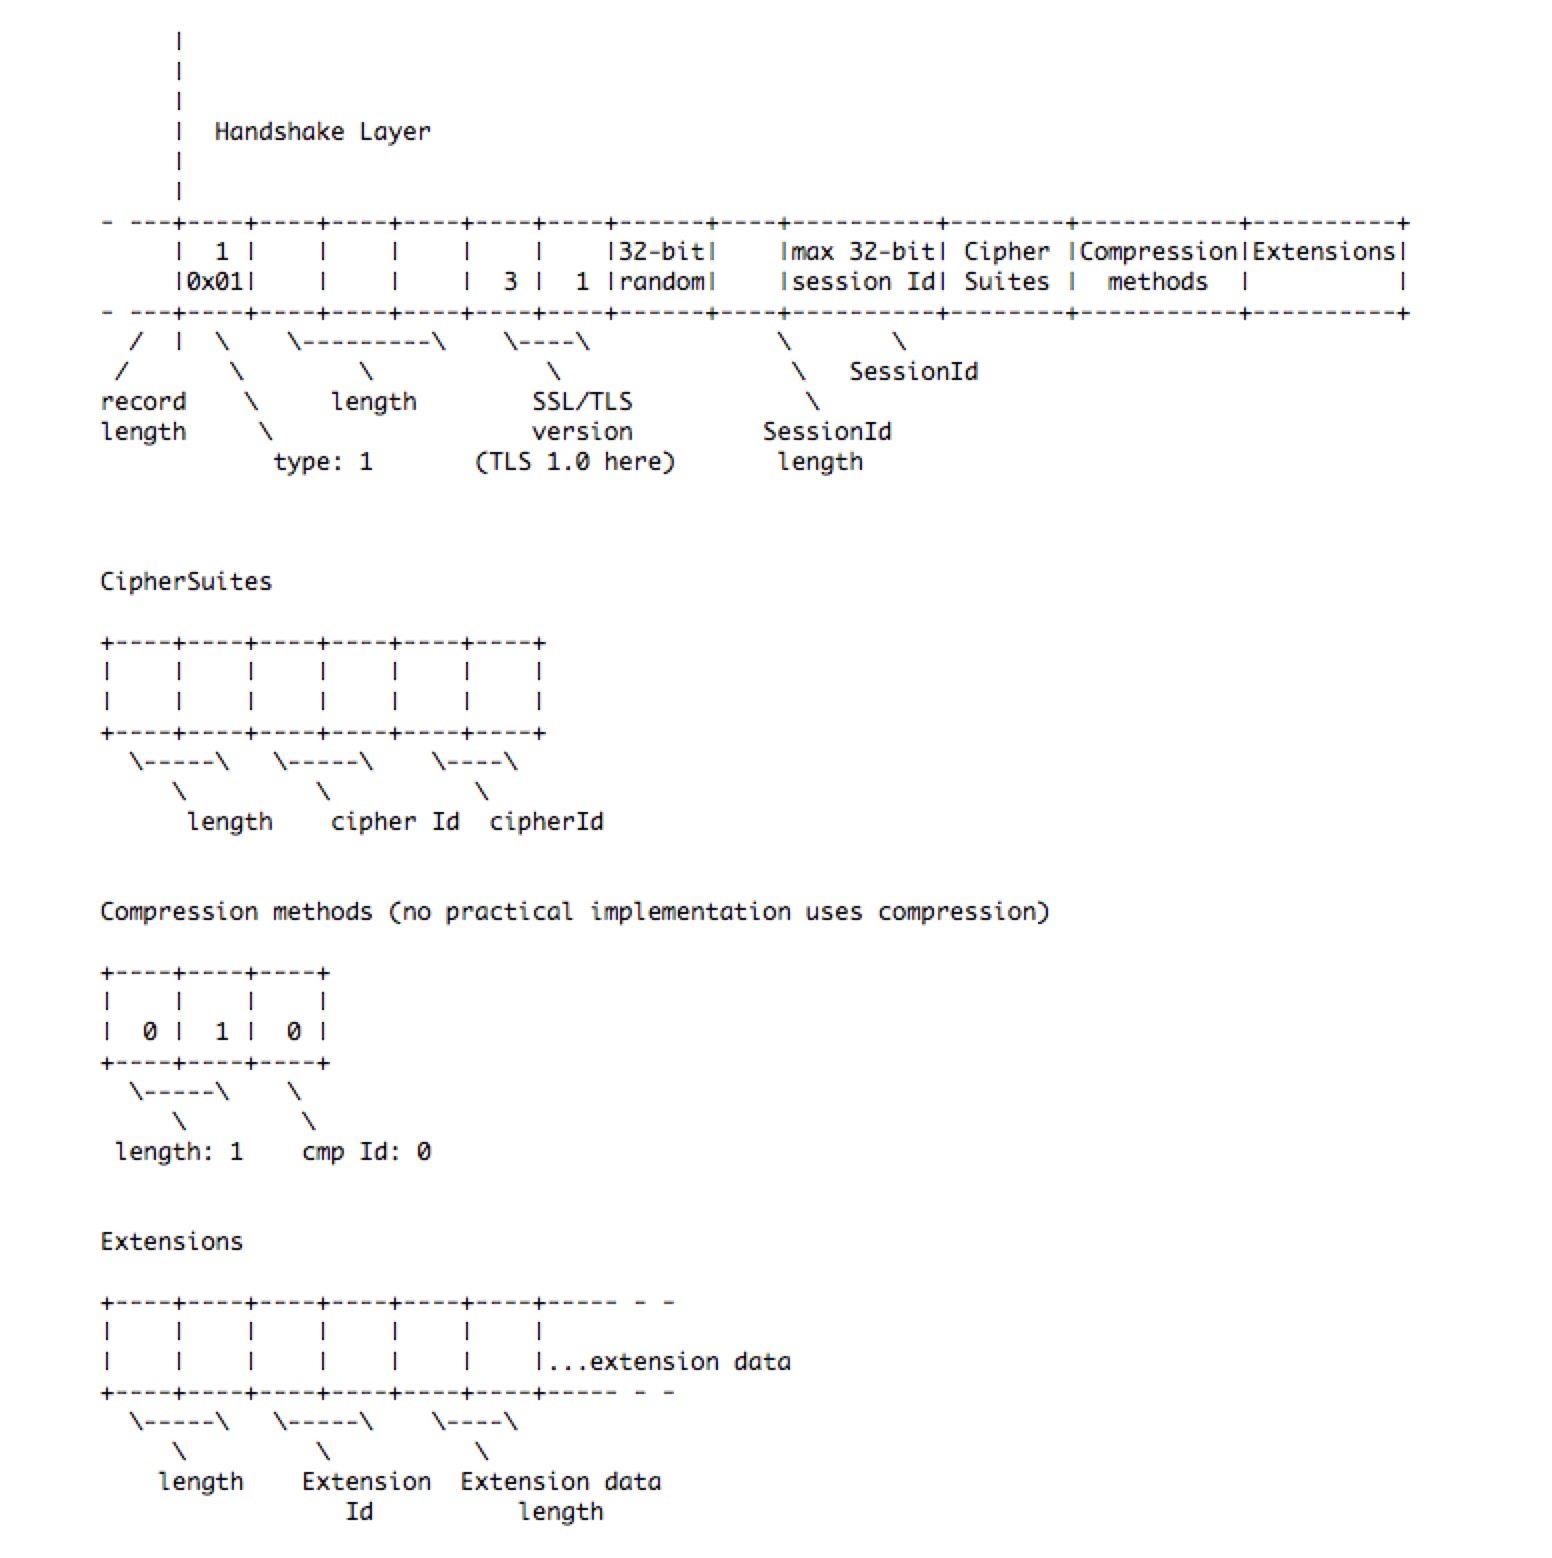 |
     |
     |
     |  Handshake Layer
     |
     |
- ---+----+----+----+----+----+----+------+----+----------+--------+-----------+----------+
     |  1 |    |    |    |    |    |32-bit|    |max 32-bit| Cipher |Compression|Extensions|
     |0x01|    |    |    |  3 |  1 |random|    |session Id| Suites |  methods  |          |
- ---+----+----+----+----+----+----+------+----+----------+--------+-----------+----------+
  /  |  \    \---------\    \----\             \       \
 /       \        \            \                \   SessionId
record    \     length        SSL/TLS            \
length     \                  version         SessionId
            type: 1       (TLS 1.0 here)       length
CipherSuites
+----+----+----+----+----+----+
|    |    |    |    |    |    |
|    |    |    |    |    |    |
+----+----+----+----+----+----+
  \-----\   \-----\    \----\
     \         \          \
      length    cipher Id  cipherId
Compression methods (no practical implementation uses compression)
+----+----+----+
|    |    |    |
|  0 |  1 |  0 |
+----+----+----+
  \-----\    \
     \        \
 length: 1    cmp Id: 0
Extensions
+----+----+----+----+----+----+----- - -
|    |    |    |    |    |    |
|    |    |    |    |    |    |...extension data
+----+----+----+----+----+----+----- - -
  \-----\   \-----\    \----\
     \         \          \
    length    Extension  Extension data
                 Id          length